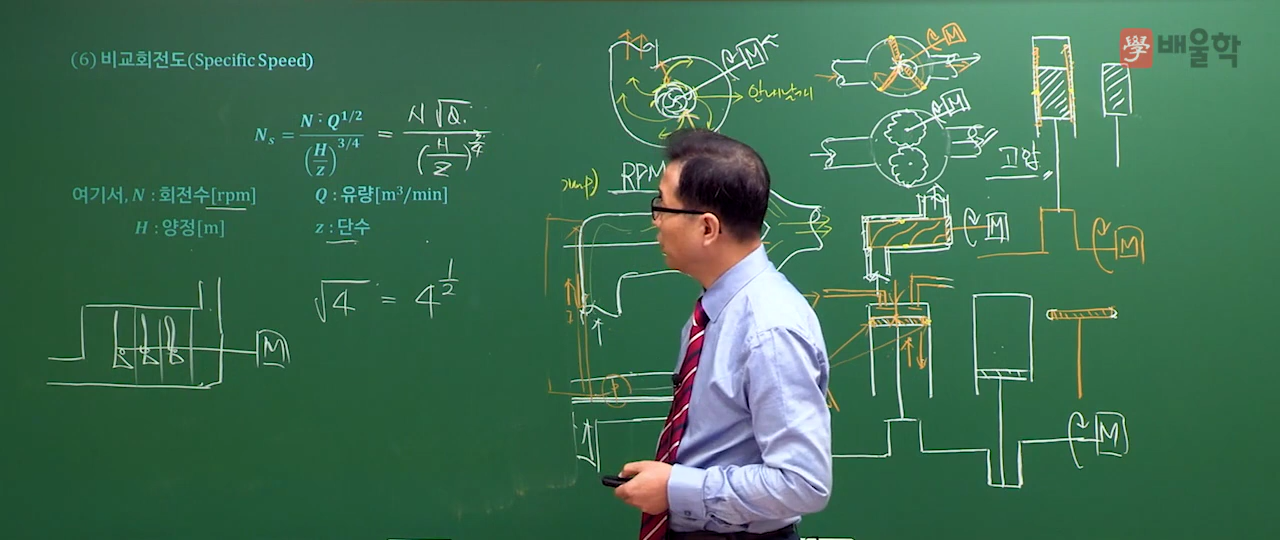 (6) 비교회전도(Specific Speed)
N_s = N · Q^{1/2} / (H/z)^{3/4} = N√Q / (H/Z)^{3/4}
여기서, N : 회전수[rpm]
Q : 유량[m³/min]
H : 양정[m]
z : 단수
√4 = 4^{1/2}
M
M
안내날개
RPM
M
M
고양
M
M
M
學 배울학